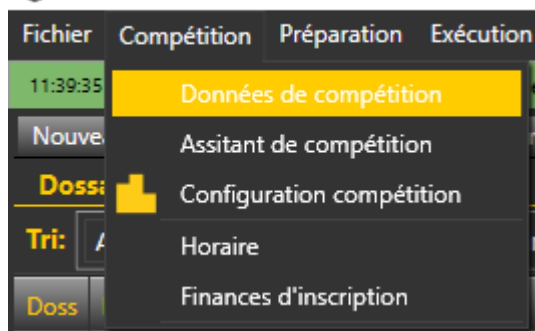 Fichier Compétition Préparation Exécution
11:39:35
Données de compétition
Assitant de compétition
Configuration compétition
Horaire
Tri:
Finances d'inscription
Doss